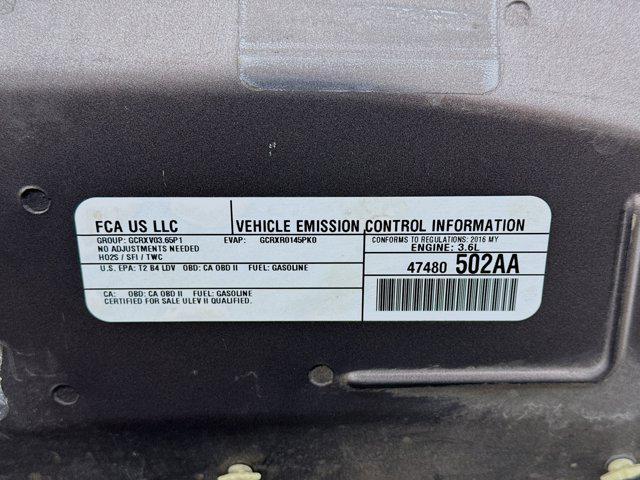 FCA US LLC
VEHICLE EMISSION CONTROL INFORMATION
GROUP: GCRXV03.65P1 EVAP: GCRXR0145PK0
NO ADJUSTMENTS NEEDED
HO2S / SFI / TWC
CONFORMS TO REGULATIONS: 2016 MY
ENGINE: 3.6L
U.S. EPA: T2 B4 LDV OBD: CA OBD II FUEL: GASOLINE
47480 502AA
CA: OBD: CA OBD II FUEL: GASOLINE
CERTIFIED FOR SALE ULEV II QUALIFIED.